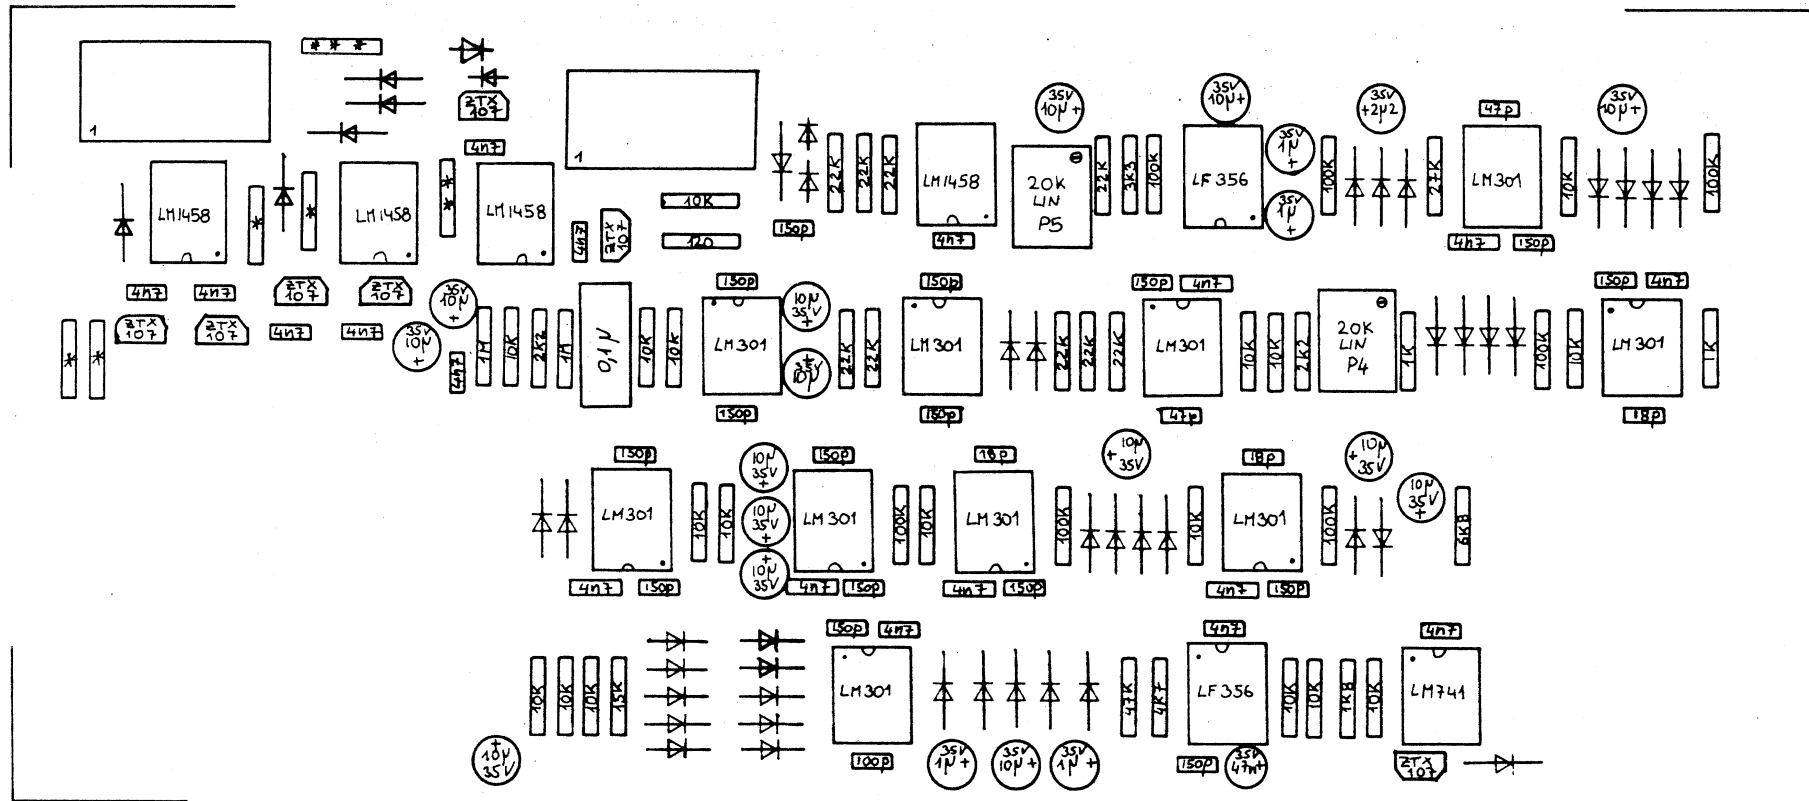 * * *
1
ZTX
107
4n7
LM1458
*
*
LM1458
* *
LM1458
4n7
ZTX
107
1
10K
120
150p
22K
22K
22K
LM1458
4n7
35V
10µ+
20K
LIN
P5
22K
3K3
100K
35V
10µ+
LF356
35V
1µ
+
35V
1µ
+
100K
35V
+2µ2
27K
47p
LM301
4n7
150p
10K
35V
10µ+
100K
4n7
4n7
ZTX
107
ZTX
107
ZTX
107
ZTX
107
4n7
4n7
*
*
35V
10µ
+
35V
10µ
+
4n7
1M
10K
2K2
1M
0,1µ
10K
10K
150p
LM301
150p
10µ
35V
+
+
35V
10µ
22K
22K
150p
LM301
150p
22K
22K
22K
150p
4n7
LM301
47p
10K
10K
2K2
20K
LIN
P4
1K
100K
10K
150p
4n7
LM301
18p
1K
150p
LM301
4n7
150p
10K
10K
10µ
35V
+
10µ
35V
+
+
10µ
35V
150p
LM301
4n7
150p
100K
10K
18p
LM301
4n7
150p
100K
10µ
+
35V
10K
18p
LM301
4n7
150p
100K
10µ
+
35V
10µ
35V
+
6K8
+
10µ
35V
10K
10K
10K
15K
150p
4n7
LM301
100p
35V
1µ+
35V
10µ+
35V
1µ+
47K
4K7
4n7
LF356
150p
35V
47n+
10K
10K
1K8
10K
4n7
LM741
ZTX
107